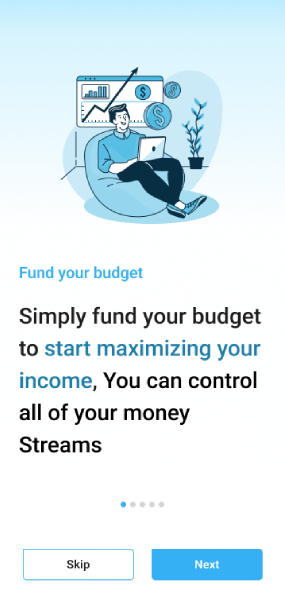 Fund your budget
Simply fund your budget
to start maximizing your
income, You can control
all of your money
Streams
Skip
Next